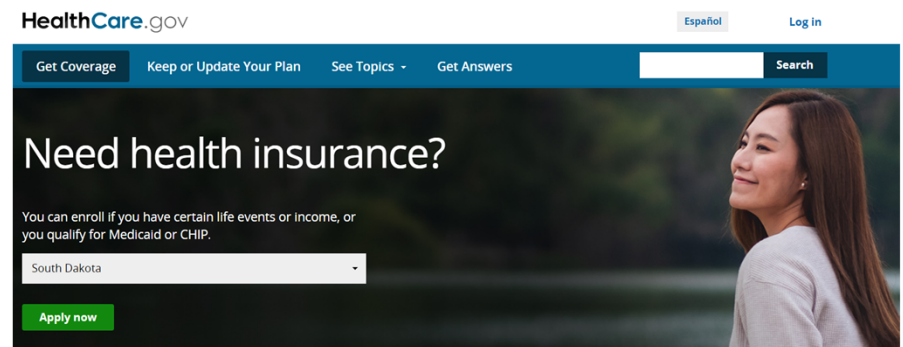 HealthCare.gov
Español
Log in
Get Coverage
Keep or Update Your Plan
See Topics
Get Answers
Search
Need health insurance?
You can enroll if you have certain life events or income, or
you qualify for Medicaid or CHIP.
South Dakota
Apply now